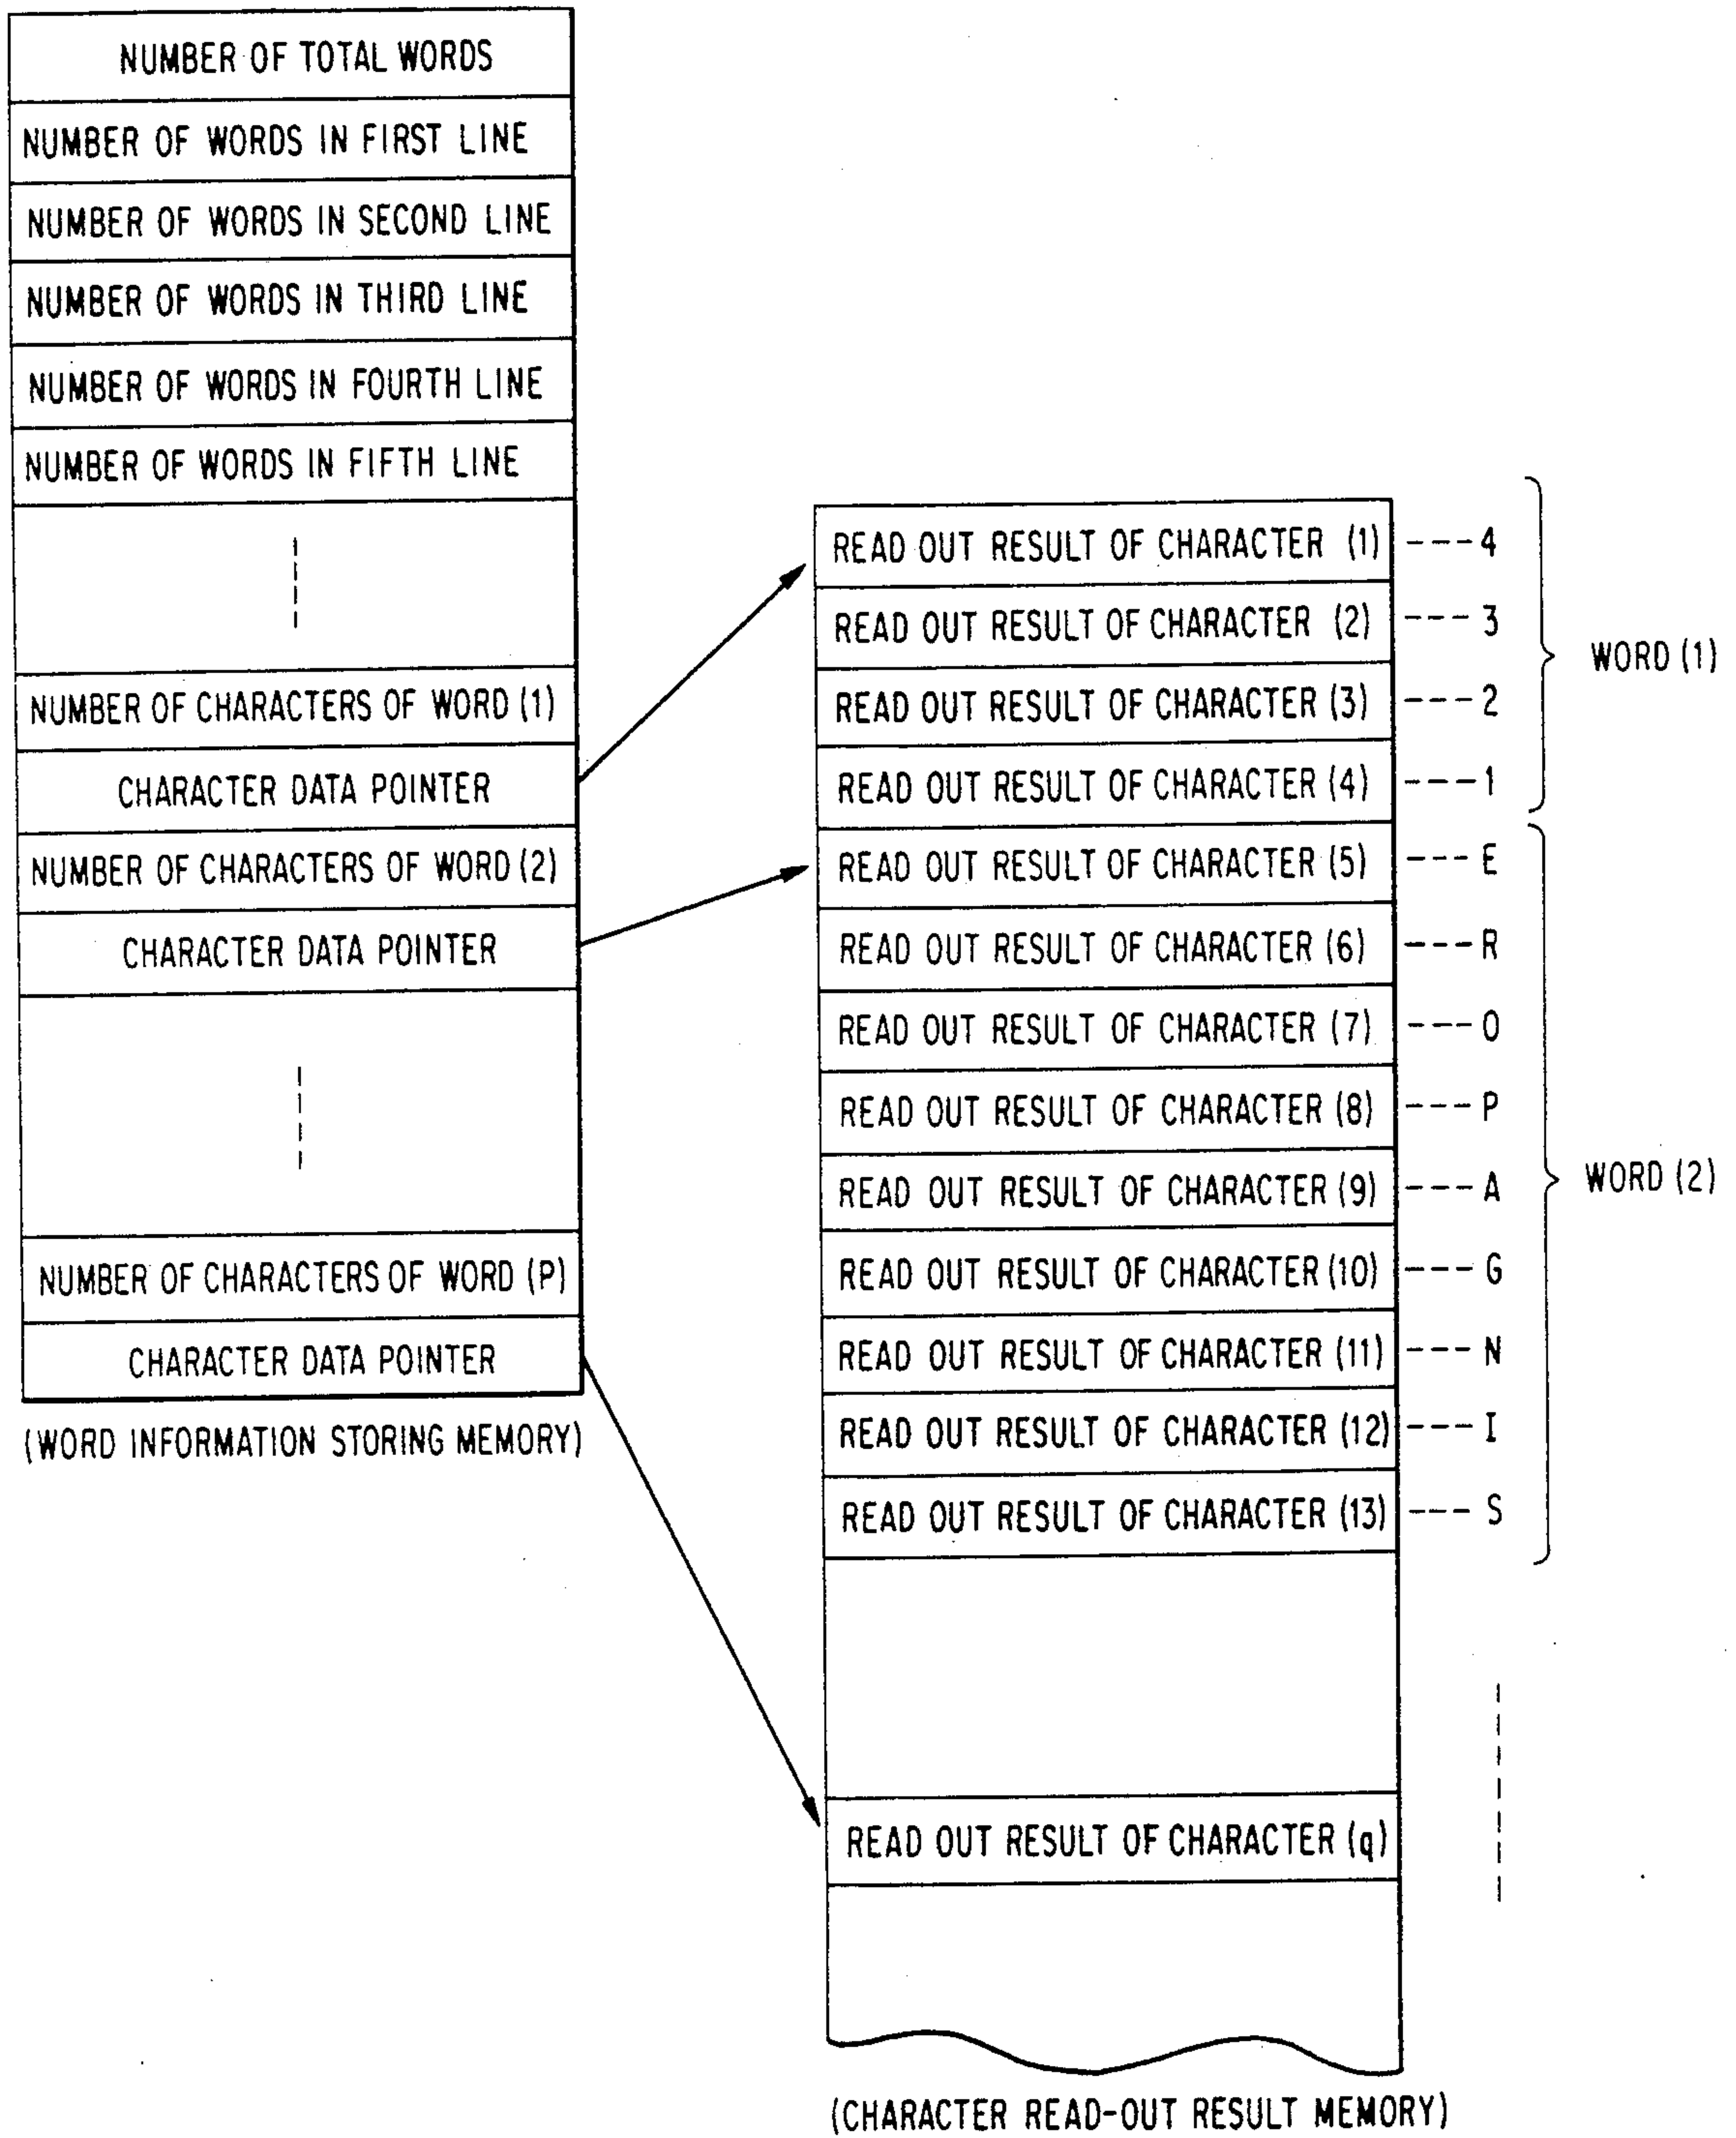 NUMBER OF TOTAL WORDS
NUMBER OF WORDS IN FIRST LINE
NUMBER OF WORDS IN SECOND LINE
NUMBER OF WORDS IN THIRD LINE
NUMBER OF WORDS IN FOURTH LINE
NUMBER OF WORDS IN FIFTH LINE
NUMBER OF CHARACTERS OF WORD (1)
CHARACTER DATA POINTER
NUMBER OF CHARACTERS OF WORD (2)
CHARACTER DATA POINTER
NUMBER OF CHARACTERS OF WORD (P)
CHARACTER DATA POINTER
(WORD INFORMATION STORING MEMORY)
READ OUT RESULT OF CHARACTER (1) ---4
READ OUT RESULT OF CHARACTER (2) ---3
READ OUT RESULT OF CHARACTER (3) ---2
READ OUT RESULT OF CHARACTER (4) ---1
WORD (1)
READ OUT RESULT OF CHARACTER (5) ---E
READ OUT RESULT OF CHARACTER (6) ---R
READ OUT RESULT OF CHARACTER (7) ---O
READ OUT RESULT OF CHARACTER (8) ---P
READ OUT RESULT OF CHARACTER (9) ---A
READ OUT RESULT OF CHARACTER (10) ---G
READ OUT RESULT OF CHARACTER (11) ---N
READ OUT RESULT OF CHARACTER (12) ---I
READ OUT RESULT OF CHARACTER (13) ---S
WORD (2)
READ OUT RESULT OF CHARACTER (q)
(CHARACTER READ-OUT RESULT MEMORY)